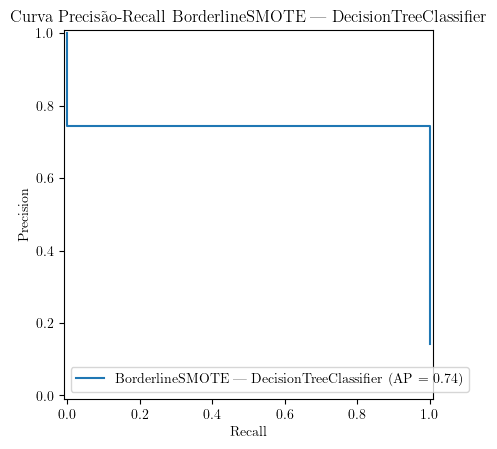 Curva Precisão-Recall BorderlineSMOTE — DecisionTreeClassifier
1.0
0.8
0.6
0.4
0.2
0.0
Precision
BorderlineSMOTE — DecisionTreeClassifier (AP = 0.74)
0.0 0.2 0.4 0.6 0.8 1.0
Recall